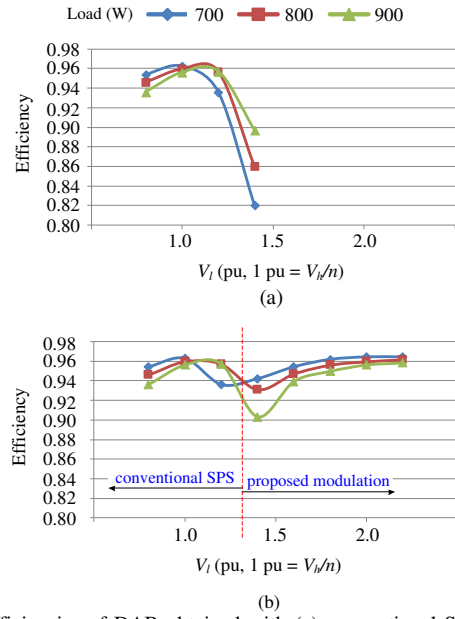 Load (W) 700 800 900
0.98
0.96
0.94
0.92
0.90
0.88
0.86
0.84
0.82
0.80
Efficiency
1.0 1.5 2.0
V_l (pu, 1 pu = V_h/n)
(a)
0.98
0.96
0.94
0.92
0.90
0.88
0.86
0.84
0.82
0.80
Efficiency
conventional SPS proposed modulation
1.0 1.5 2.0
V_l (pu, 1 pu = V_h/n)
(b)